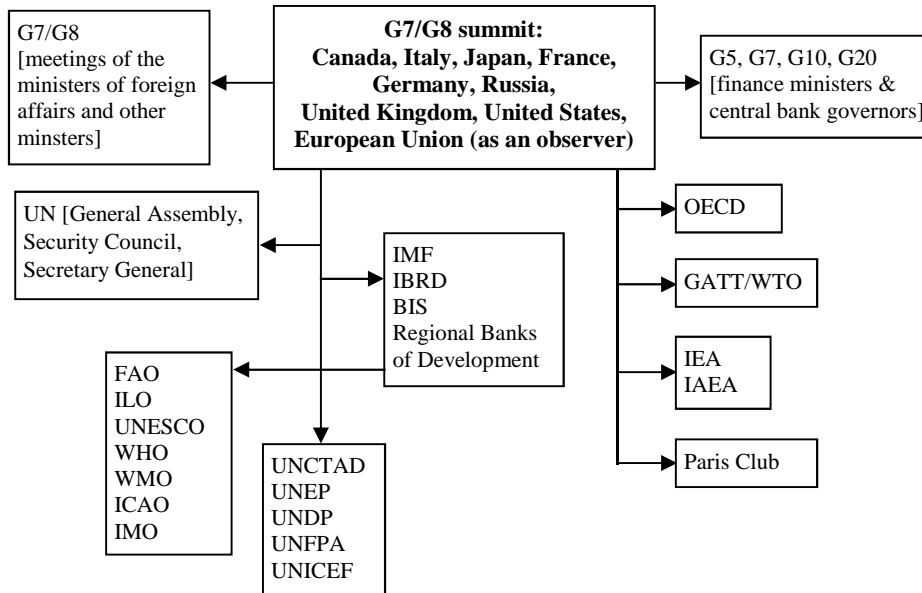 G7/G8
[meetings of the
ministers of foreign
affairs and other
minsters]
G7/G8 summit:
Canada, Italy, Japan, France,
Germany, Russia,
United Kingdom, United States,
European Union (as an observer)
G5, G7, G10, G20
[finance ministers &
central bank governors]
UN [General Assembly,
Security Council,
Secretary General]
IMF
IBRD
BIS
Regional Banks
of Development
OECD
GATT/WTO
IEA
IAEA
Paris Club
FAO
ILO
UNESCO
WHO
WMO
ICAO
IMO
UNCTAD
UNEP
UNDP
UNFPA
UNICEF